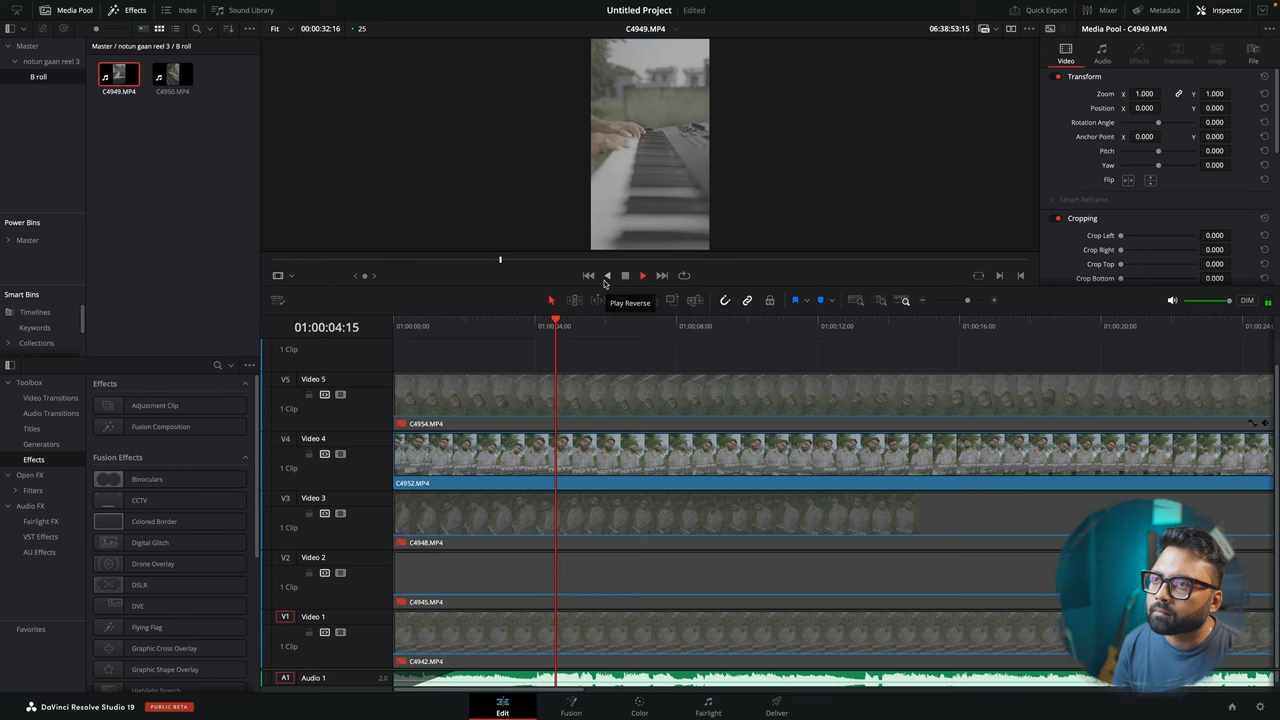 Media Pool
Effects
Index
Sound Library
Untitled Project
Edited
Quick Export
Mixer
Metadata
Inspector
Fit
00:00:32:16
25
C4949.MP4
06:38:53:15
Media Pool - C4949.MP4
Master
notun gaan reel 3
B roll
Master / notun gaan reel 3 / B roll
C4949.MP4
C4950.MP4
Video
Audio
Effects
Transition
Image
File
Transform
Zoom X 1.000 Y 1.000
Position X 0.000 Y 0.000
Rotation Angle 0.000
Anchor Point X 0.000 Y 0.000
Pitch 0.000
Yaw 0.000
Flip
Smart Reframe
Cropping
Crop Left 0.000
Crop Right 0.000
Crop Top 0.000
Crop Bottom 0.000
Power Bins
Master
Smart Bins
Timelines
Keywords
Collections
Play Reverse
DIM
01:00:04:15
01:00:00:00
01:00:04:00
01:00:08:00
01:00:12:00
01:00:16:00
01:00:20:00
01:00:24:
1 Clip
V5 Video 5
1 Clip
C4954.MP4
V4 Video 4
1 Clip
C4952.MP4
V3 Video 3
1 Clip
C4948.MP4
V2 Video 2
1 Clip
C4945.MP4
V1 Video 1
1 Clip
C4942.MP4
A1 Audio 1 2.0
Toolbox
Video Transitions
Audio Transitions
Titles
Generators
Effects
Open FX
Filters
Audio FX
Fairlight FX
VST Effects
AU Effects
Favorites
Effects
Adjustment Clip
Fusion Composition
Fusion Effects
Binoculars
CCTV
Colored Border
Digital Glitch
Drone Overlay
DSLR
DVE
Flying Flag
Graphic Cross Overlay
Graphic Shape Overlay
Highlight Stretch
DaVinci Resolve Studio 19
PUBLIC BETA
Edit
Fusion
Color
Fairlight
Deliver